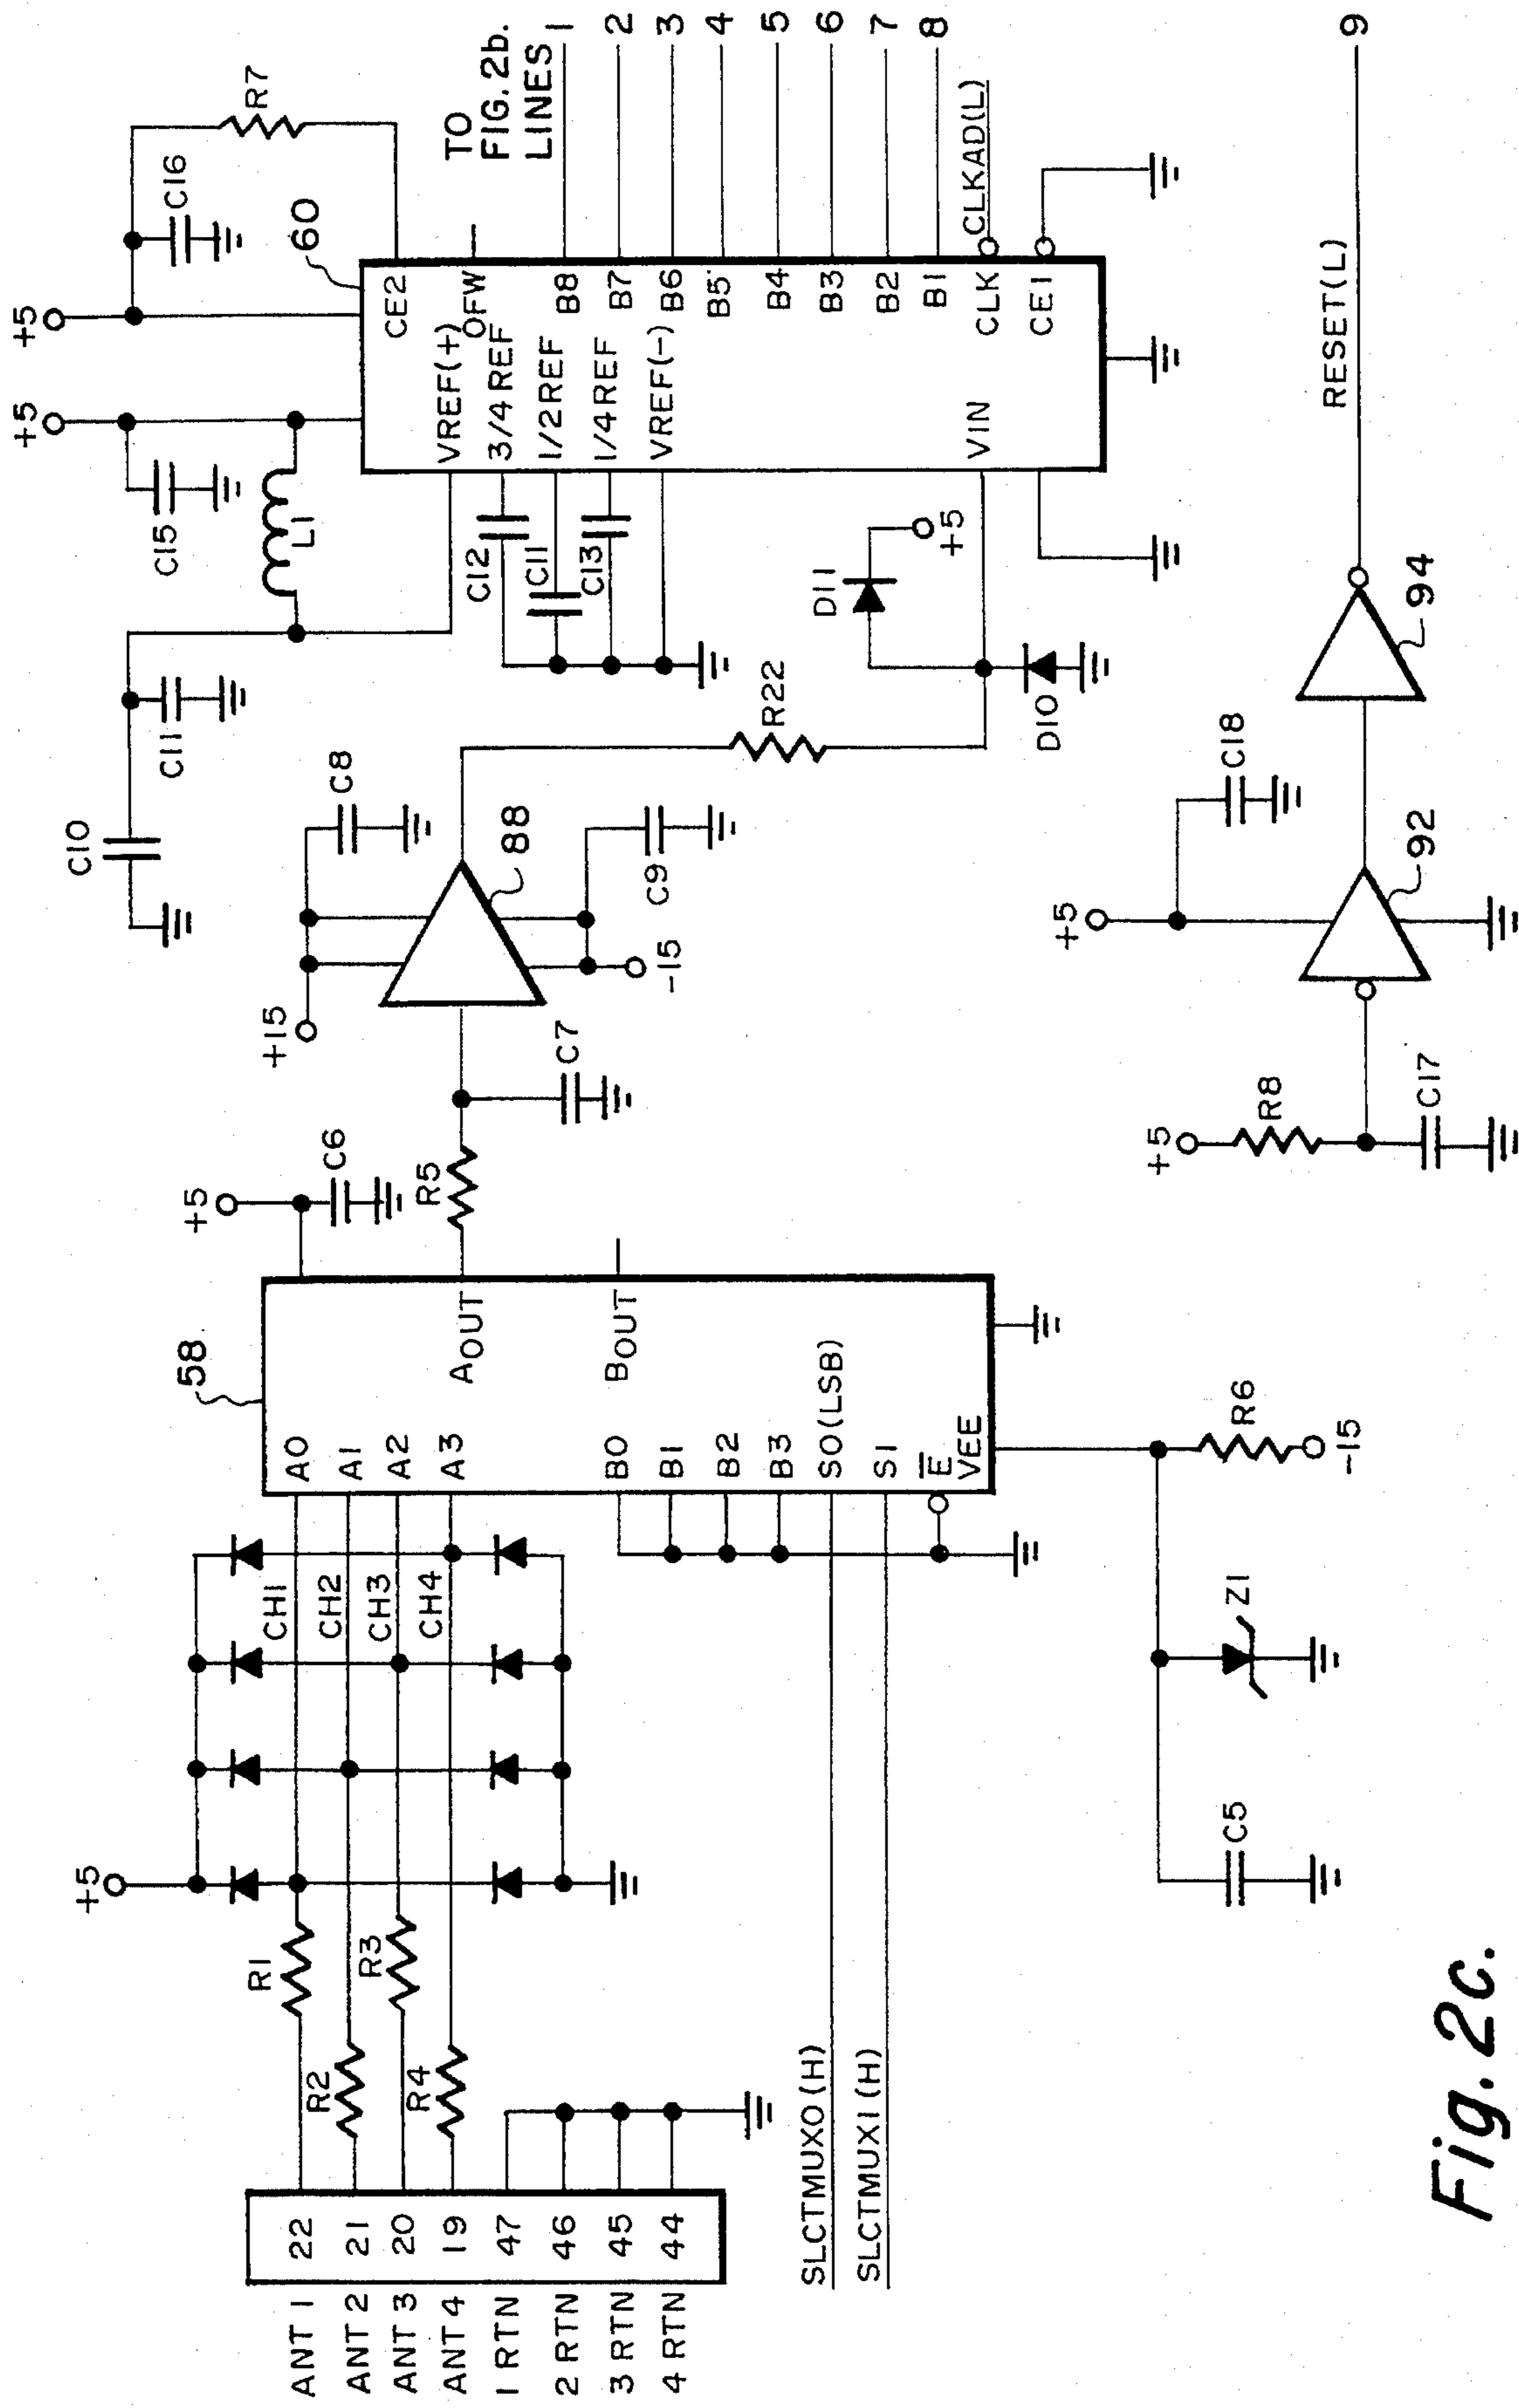 ANT 1 22
ANT 2 21
ANT 3 20
ANT 4 19
1 RTN 47
2 RTN 46
3 RTN 45
4 RTN 44
R1
R2
R3
R4
+5
CH1
CH2
CH3
CH4
SLCTMUX0 (H)
SLCTMUX1 (H)
58
A0
A1
A2
A3
B0
B1
B2
B3
S0 (LSB)
S1
E
VEE
AOUT
BOUT
C5
Z1
R6
-15
+5
C6
R5
C7
+15
-15
88
C8
C9
C10
C11
L1
C15
+5
+5
C16
R7
60
C12
C11
C13
R22
D11
+5
D10
VREF(+)
3/4 REF
1/2 REF
1/4 REF
VREF(-)
VIN
CE2
OFW
B8
B7
B6
B5
B4
B3
B2
B1
CLK
CE1
CLKAD(L)
TO
FIG. 2b.
LINES
1
2
3
4
5
6
7
8
+5
R8
C17
+5
C18
92
94
RESET(L)
9
Fig. 2c.